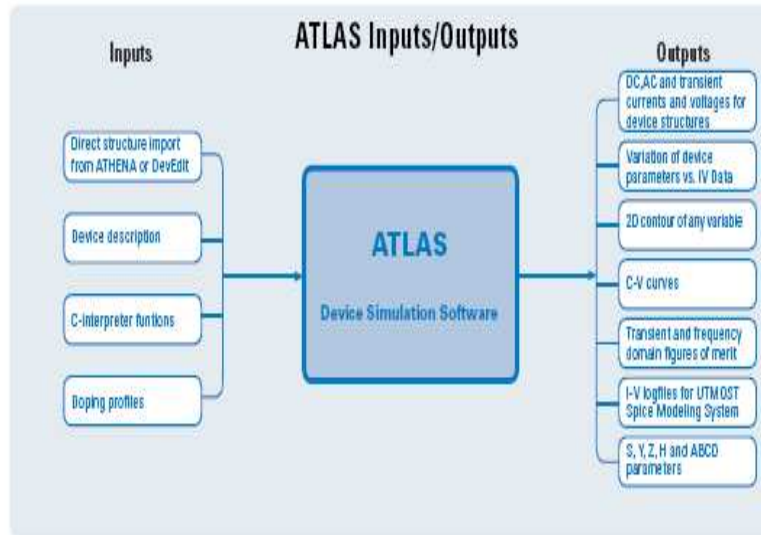 ATLAS Inputs/Outputs
Inputs
Direct structure import
from ATHENA or DevEdit
Device description
C-interpreter funtions
Doping profiles
ATLAS
Device Simulation Software
Outputs
DC,AC and transient
currents and voltages for
device structures
Variation of device
parameters vs. IV Data
2D contour of any variable
C-V curves
Transient and frequency
domain figures of merit
I-V logfiles for UTMOST
Spice Modeling System
S, Y, Z, H and ABCD
parameters